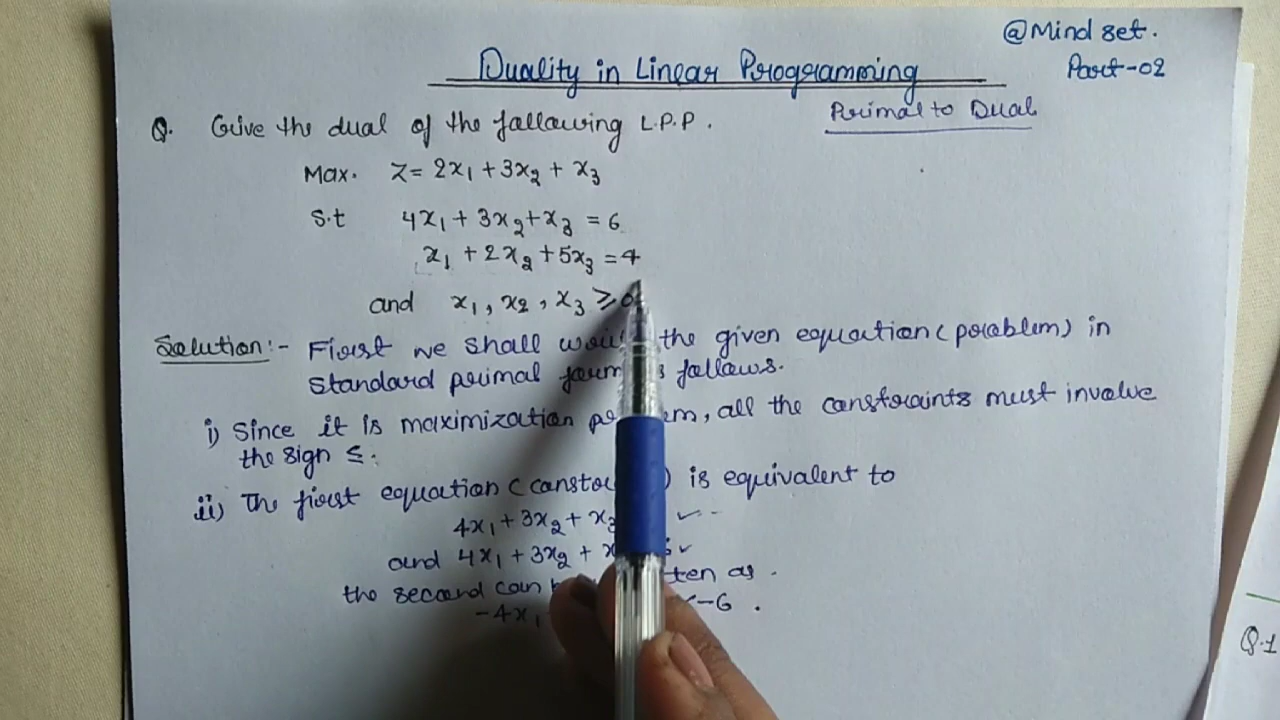 @Mind set.
Part-02
Duality in Linear Programming
Primal to Dual
Q. Give the dual of the fallawing L.P.P.
Max. Z = 2x₁ + 3x₂ + x₃
S.t 4x₁ + 3x₂ + x₃ = 6
x₁ + 2x₂ + 5x₃ = 4
and x₁, x₂, x₃ ≥ 0
Solution:- First we shall the given equation (problem) in
Standard primal fallaws.
i) Since it is maximization, all the constraints must involve
the sign ≤.
ii) The first equation ( ) is equivalent to
4x₁ + 3x₂ + x₃
and 4x₁ + 3x₂ +
the second can as.
-4x₁ -6.
Q.1